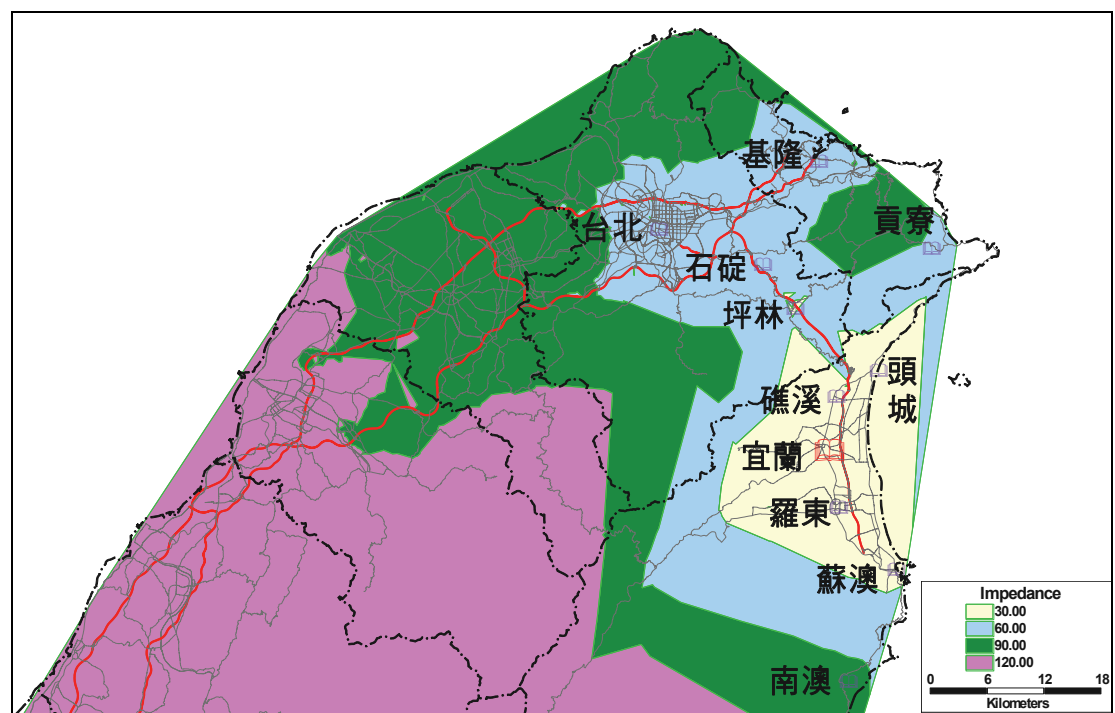 基隆
貢寮
台北
石碇
坪林
頭城
礁溪
宜蘭
羅東
蘇澳
南澳
Impedance
30.00
60.00
90.00
120.00
0 6 12 18
Kilometers